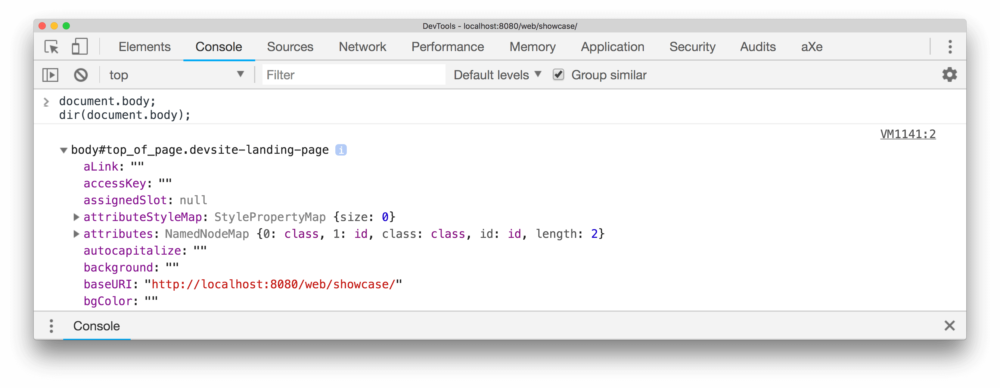 DevTools - localhost:8080/web/showcase/
Elements Console Sources Network Performance Memory Application Security Audits aXe
top Filter Default levels Group similar
document.body;
dir(document.body);
VM1141:2
body#top_of_page.devsite-landing-page i
aLink: ""
accessKey: ""
assignedSlot: null
attributeStyleMap: StylePropertyMap {size: 0}
attributes: NamedNodeMap {0: class, 1: id, class: class, id: id, length: 2}
autocapitalize: ""
background: ""
baseURI: "http://localhost:8080/web/showcase/"
bgColor: ""
Console